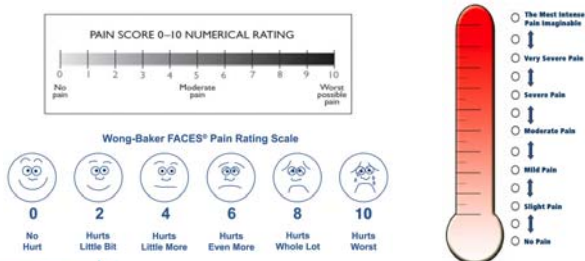 PAIN SCORE 0–10 NUMERICAL RATING
0 1 2 3 4 5 6 7 8 9 10
No pain
Moderate pain
Worst possible pain
Wong-Baker FACES® Pain Rating Scale
0 2 4 6 8 10
No Hurt
Hurts Little Bit
Hurts Little More
Hurts Even More
Hurts Whole Lot
Hurts Worst
The Most Intense
Pain Imaginable
Very Severe Pain
Severe Pain
Moderate Pain
Mild Pain
Slight Pain
No Pain